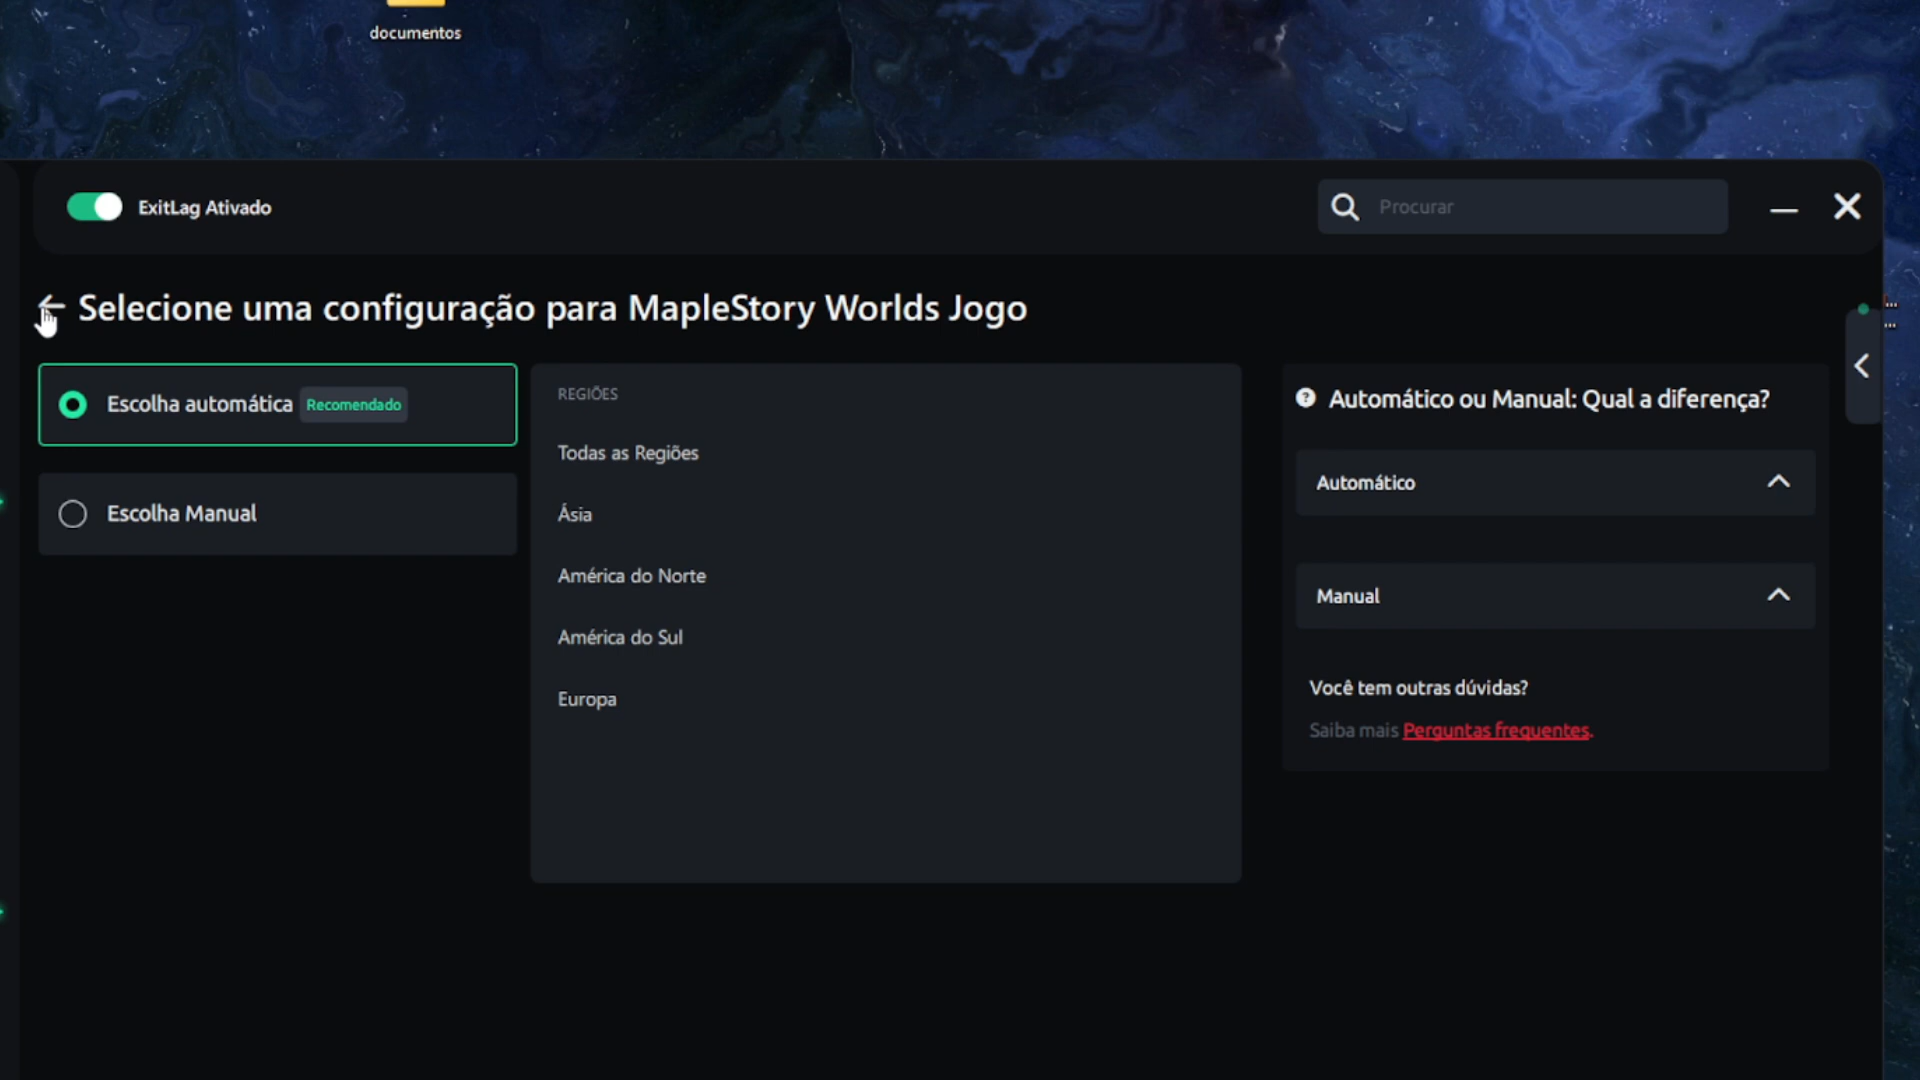 documentos
ExitLag Ativado
Procurar
Selecione uma configuração para MapleStory Worlds Jogo
Escolha automática Recomendado
Escolha Manual
REGIÕES
Todas as Regiões
Ásia
América do Norte
América do Sul
Europa
Automático ou Manual: Qual a diferença?
Automático
Manual
Você tem outras dúvidas?
Saiba mais Perguntas frequentes.